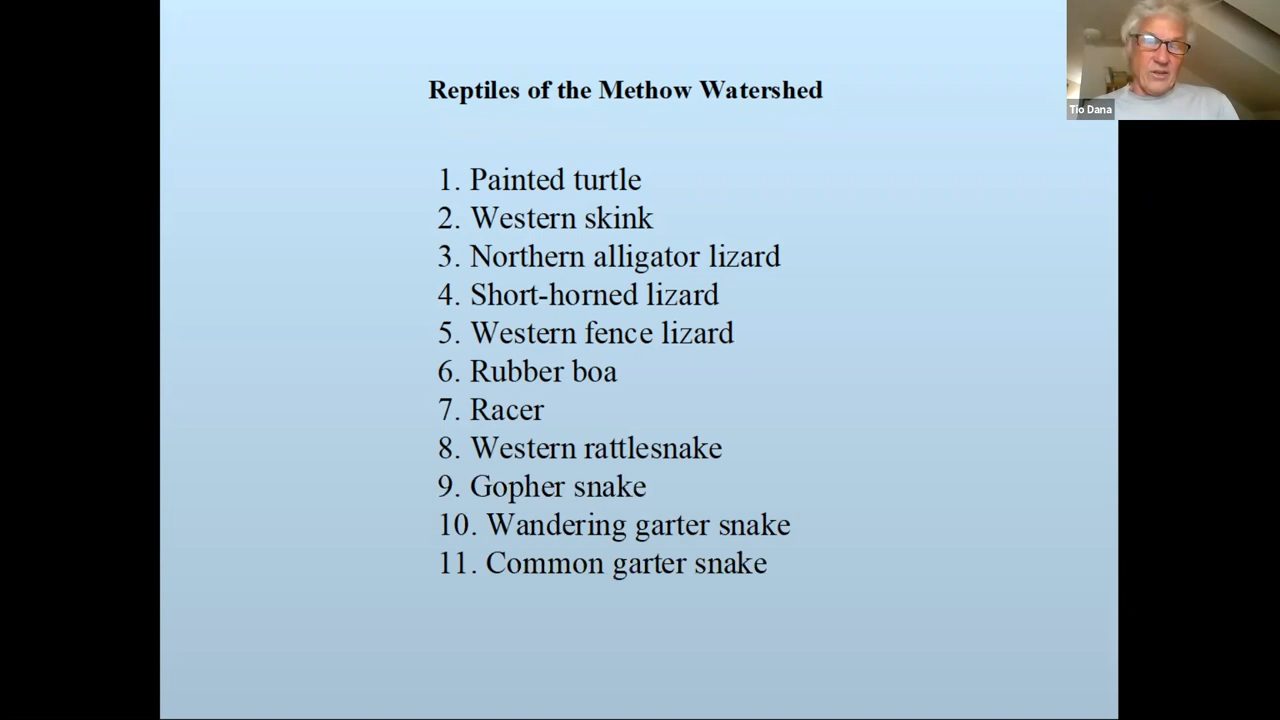 Reptiles of the Methow Watershed
1. Painted turtle
2. Western skink
3. Northern alligator lizard
4. Short-horned lizard
5. Western fence lizard
6. Rubber boa
7. Racer
8. Western rattlesnake
9. Gopher snake
10. Wandering garter snake
11. Common garter snake
Tio Dana